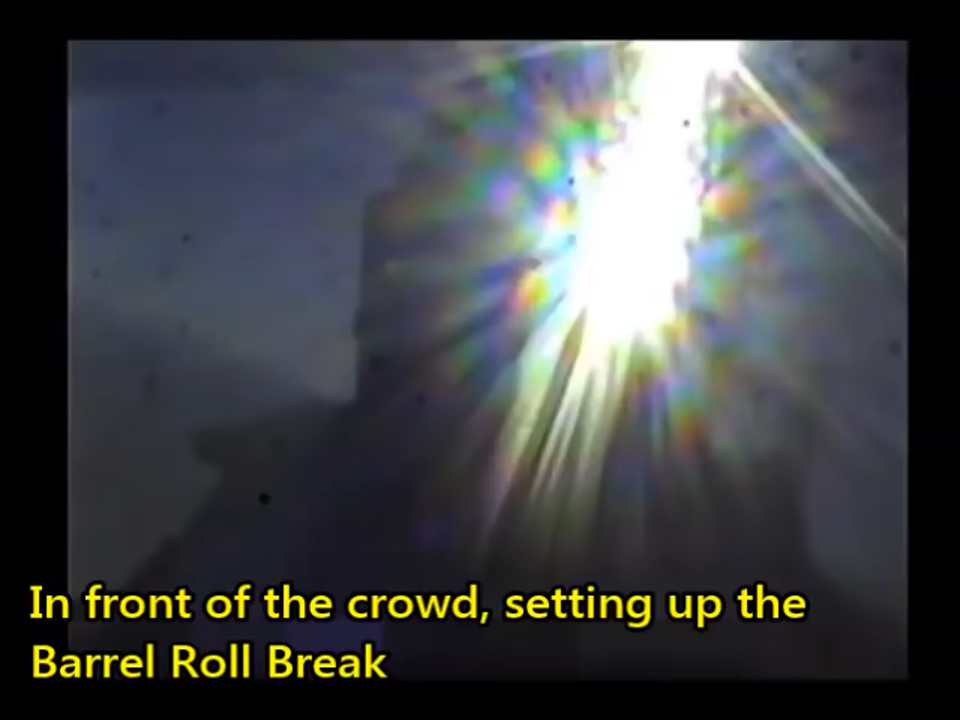 In front of the crowd, setting up the
Barrel Roll Break